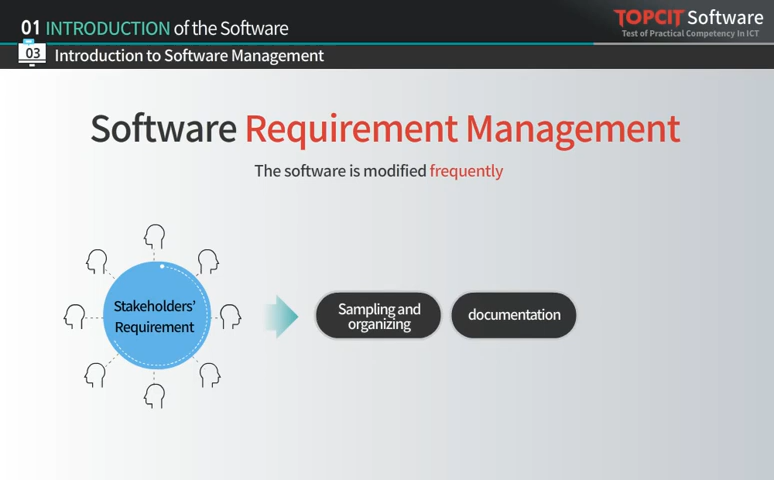 01 INTRODUCTION of the Software
TOPCIT Software
Test of Practical Competency In ICT
03 Introduction to Software Management
Software Requirement Management
The software is modified frequently
Stakeholders'
Requirement
Sampling and
organizing
documentation